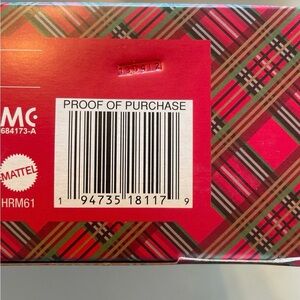 PROOF OF PURCHASE
MC
684173-A
MATTEL
HRM61
1 94735 18117 9